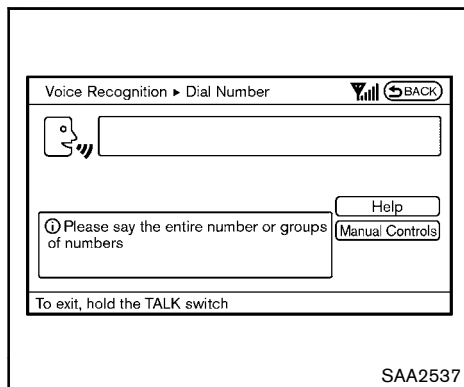 Voice Recognition ▸ Dial Number
BACK
Help
Manual Controls
ⓘ Please say the entire number or groups
of numbers
To exit, hold the TALK switch
SAA2537